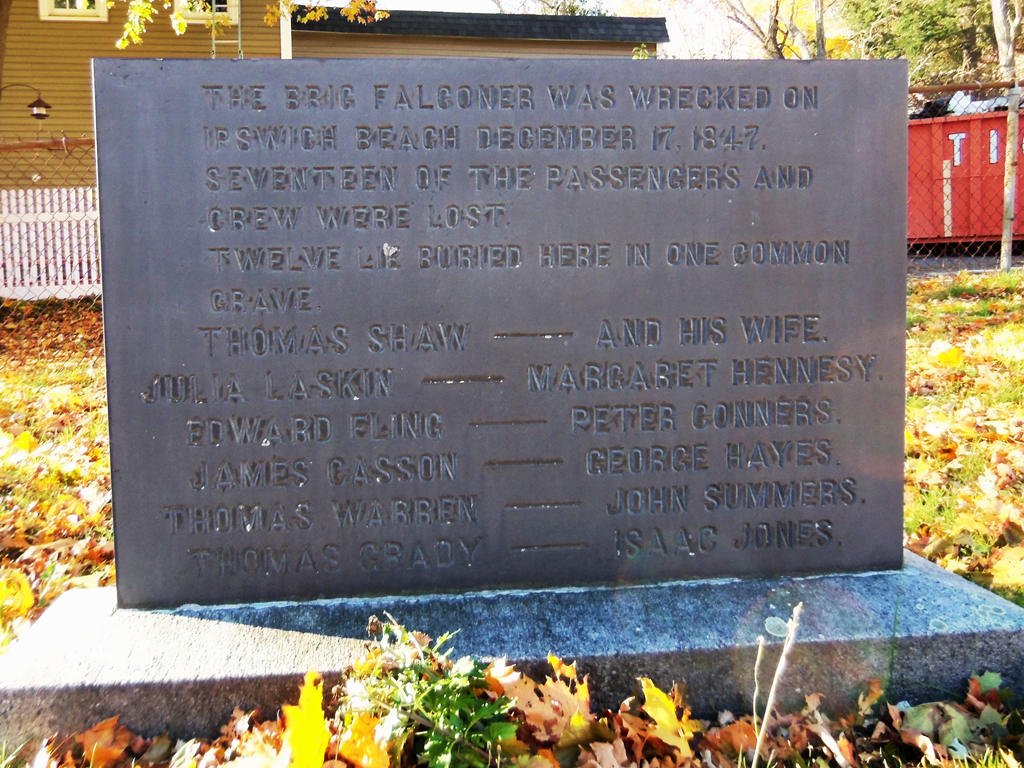 THE BRIG FALCONER WAS WRECKED ON
IPSWICH BEACH DECEMBER 17, 1847.
SEVENTEEN OF THE PASSENGERS AND
CREW WERE LOST.
TWELVE LIE BURIED HERE IN ONE COMMON
GRAVE.
THOMAS SHAW — AND HIS WIFE.
JULIA LASKIN — MARGARET HENNESY.
EDWARD FLING — PETER CONNERS.
JAMES CASSON — GEORGE HAYES.
THOMAS WARREN — JOHN SUMMERS.
THOMAS GRADY — ISAAC JONES.
TI